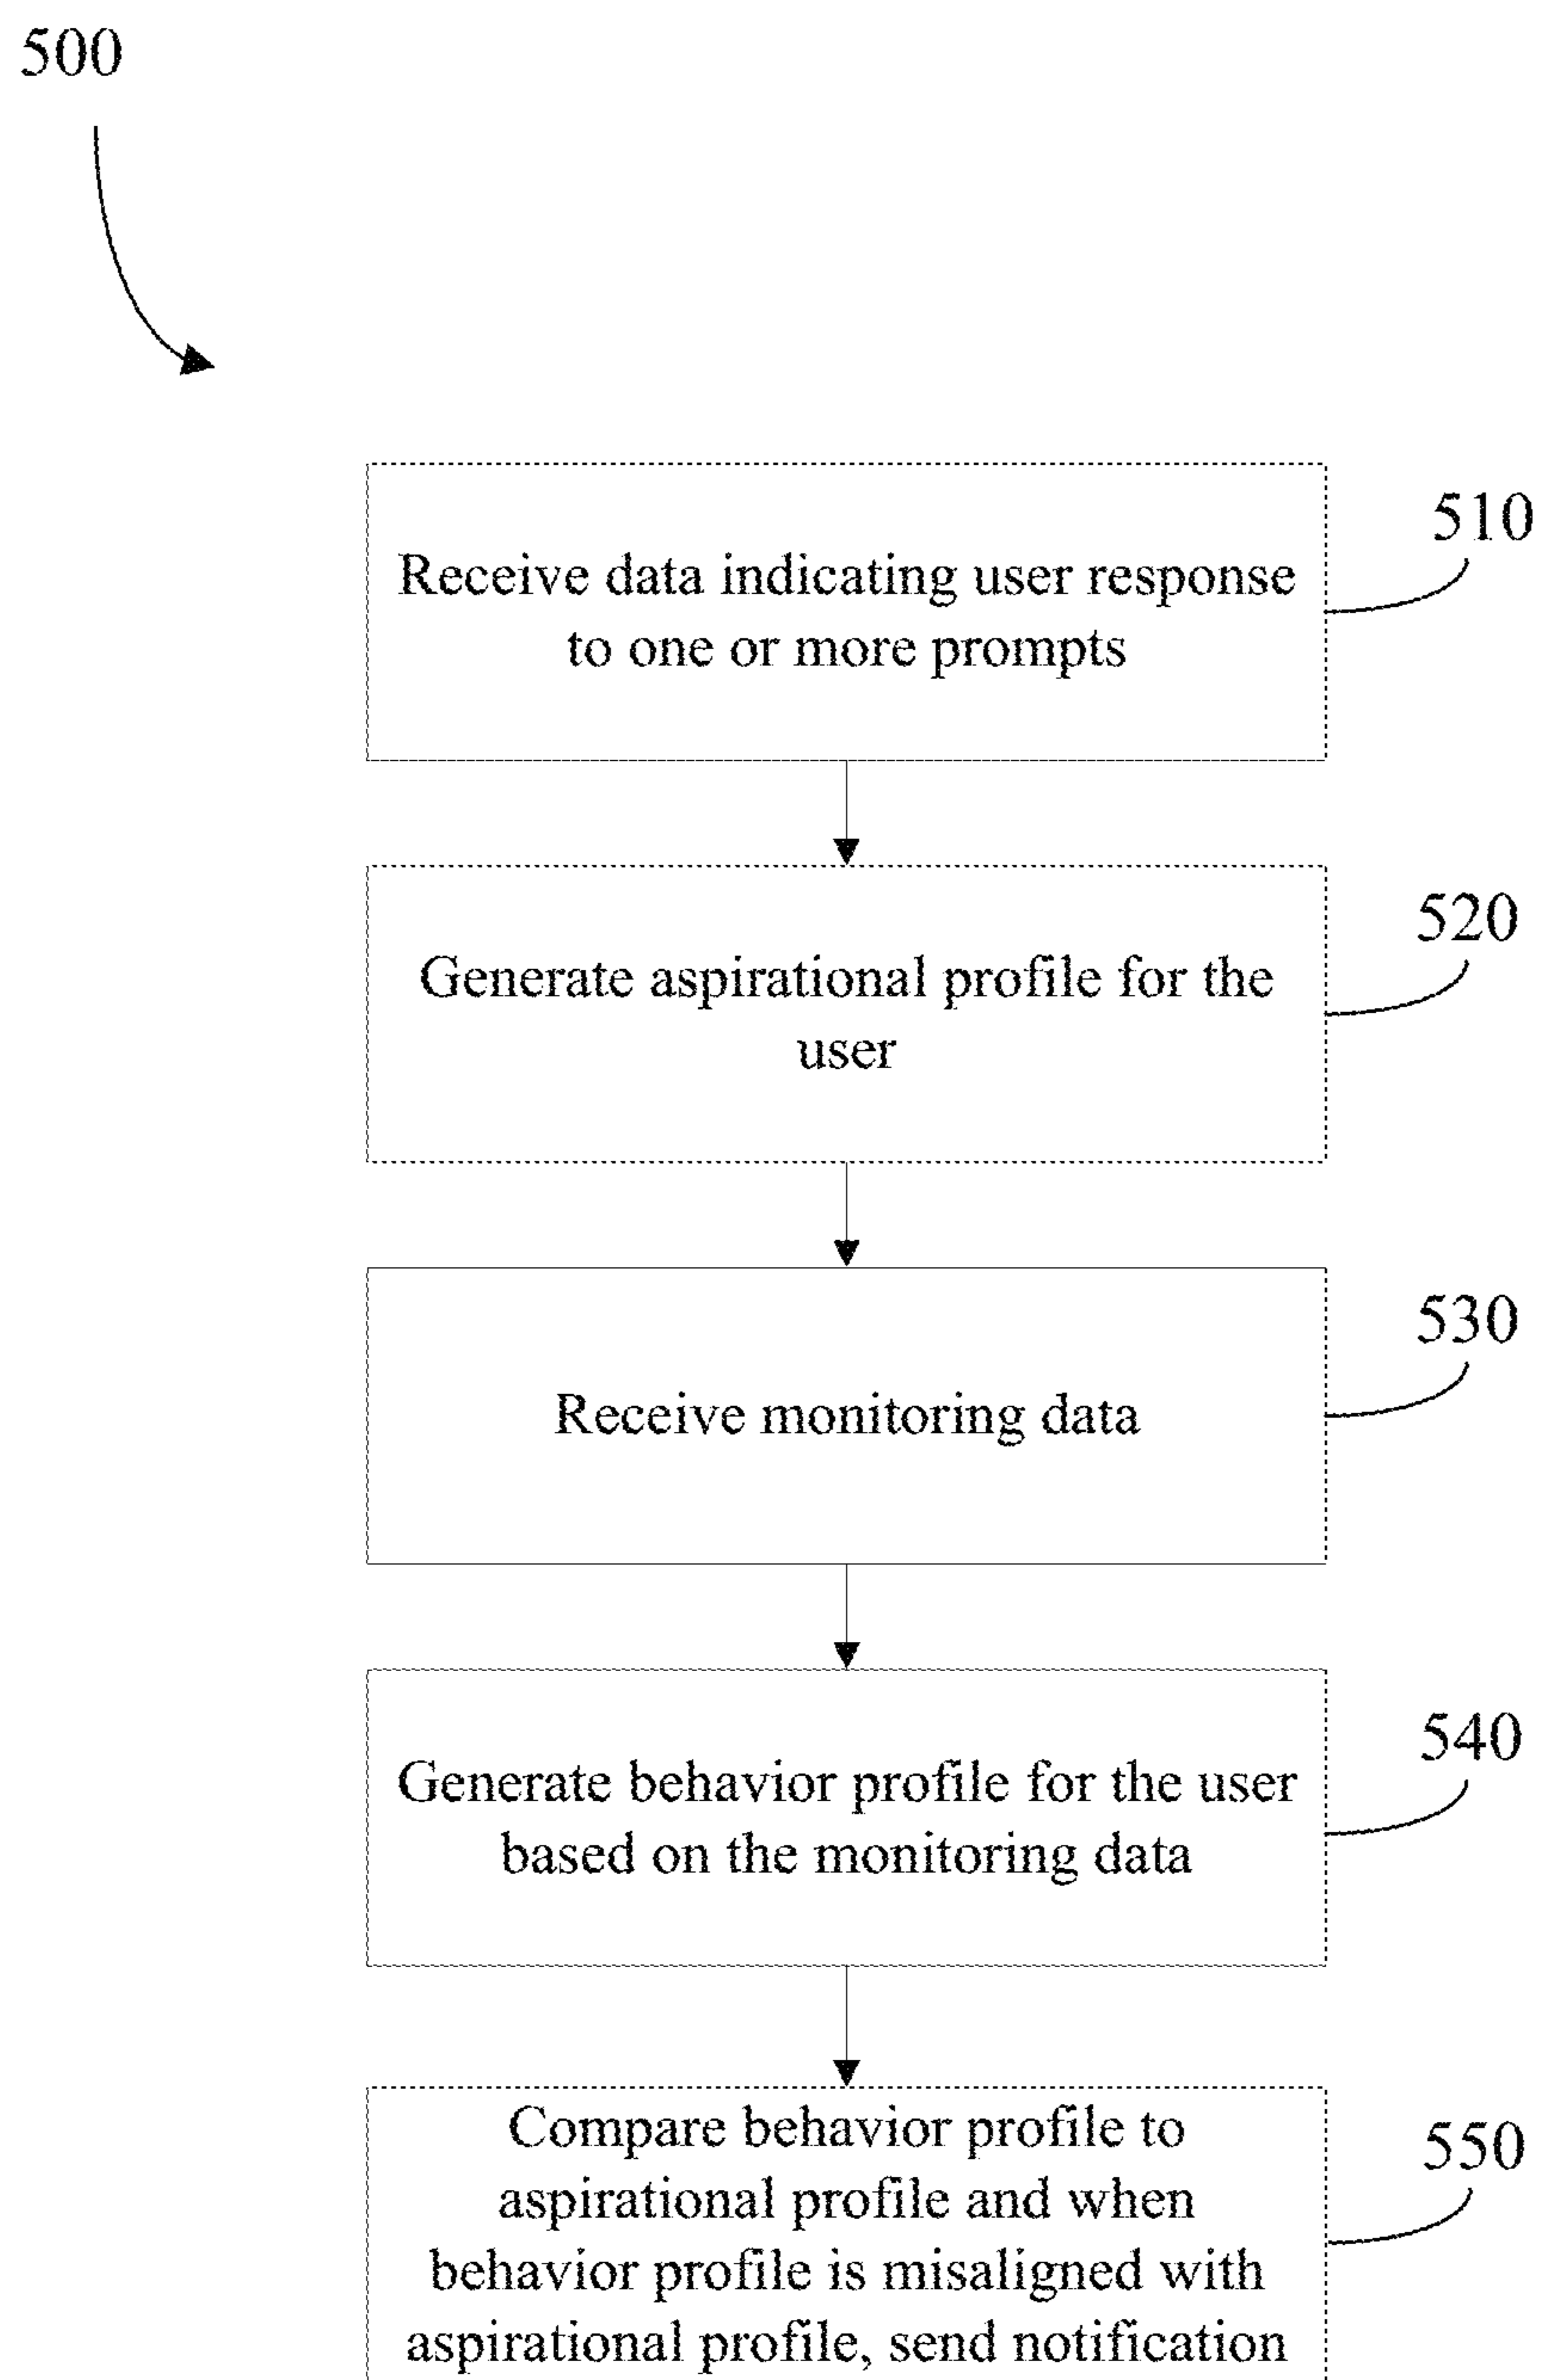 500
510
Receive data indicating user response
to one or more prompts
520
Generate aspirational profile for the
user
530
Receive monitoring data
540
Generate behavior profile for the user
based on the monitoring data
550
Compare behavior profile to
aspirational profile and when
behavior profile is misaligned with
aspirational profile, send notification